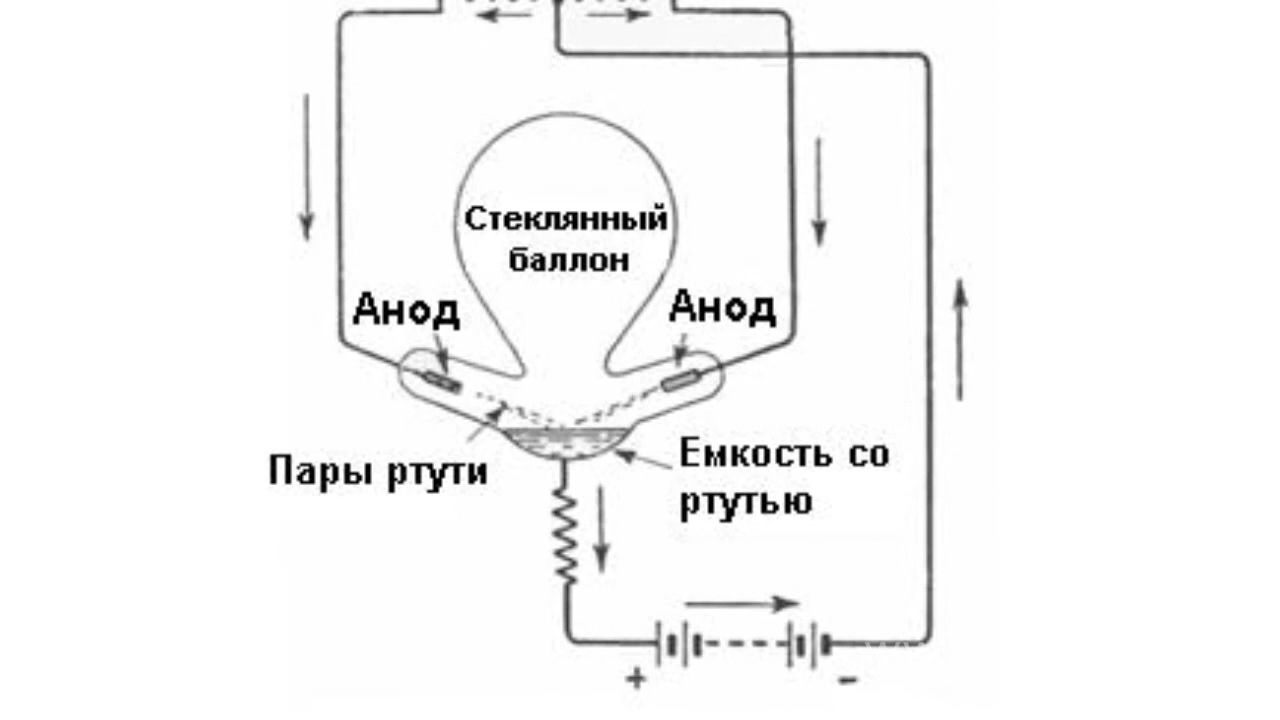 Стеклянный
баллон
Анод
Анод
Пары ртути
Емкость со
ртутью
+
-